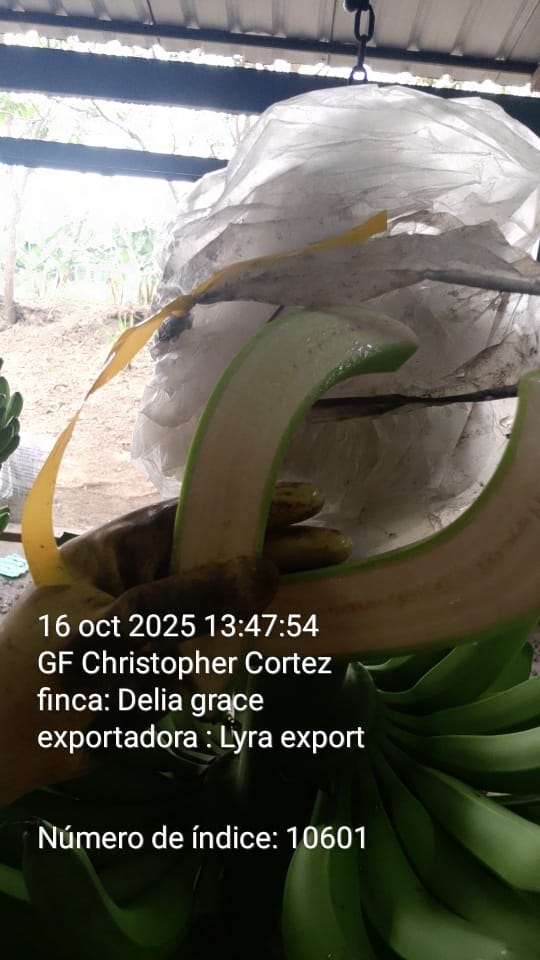 16 oct 2025 13:47:54
GF Christopher Cortez
finca: Delia grace
exportadora : Lyra export
Número de índice: 10601